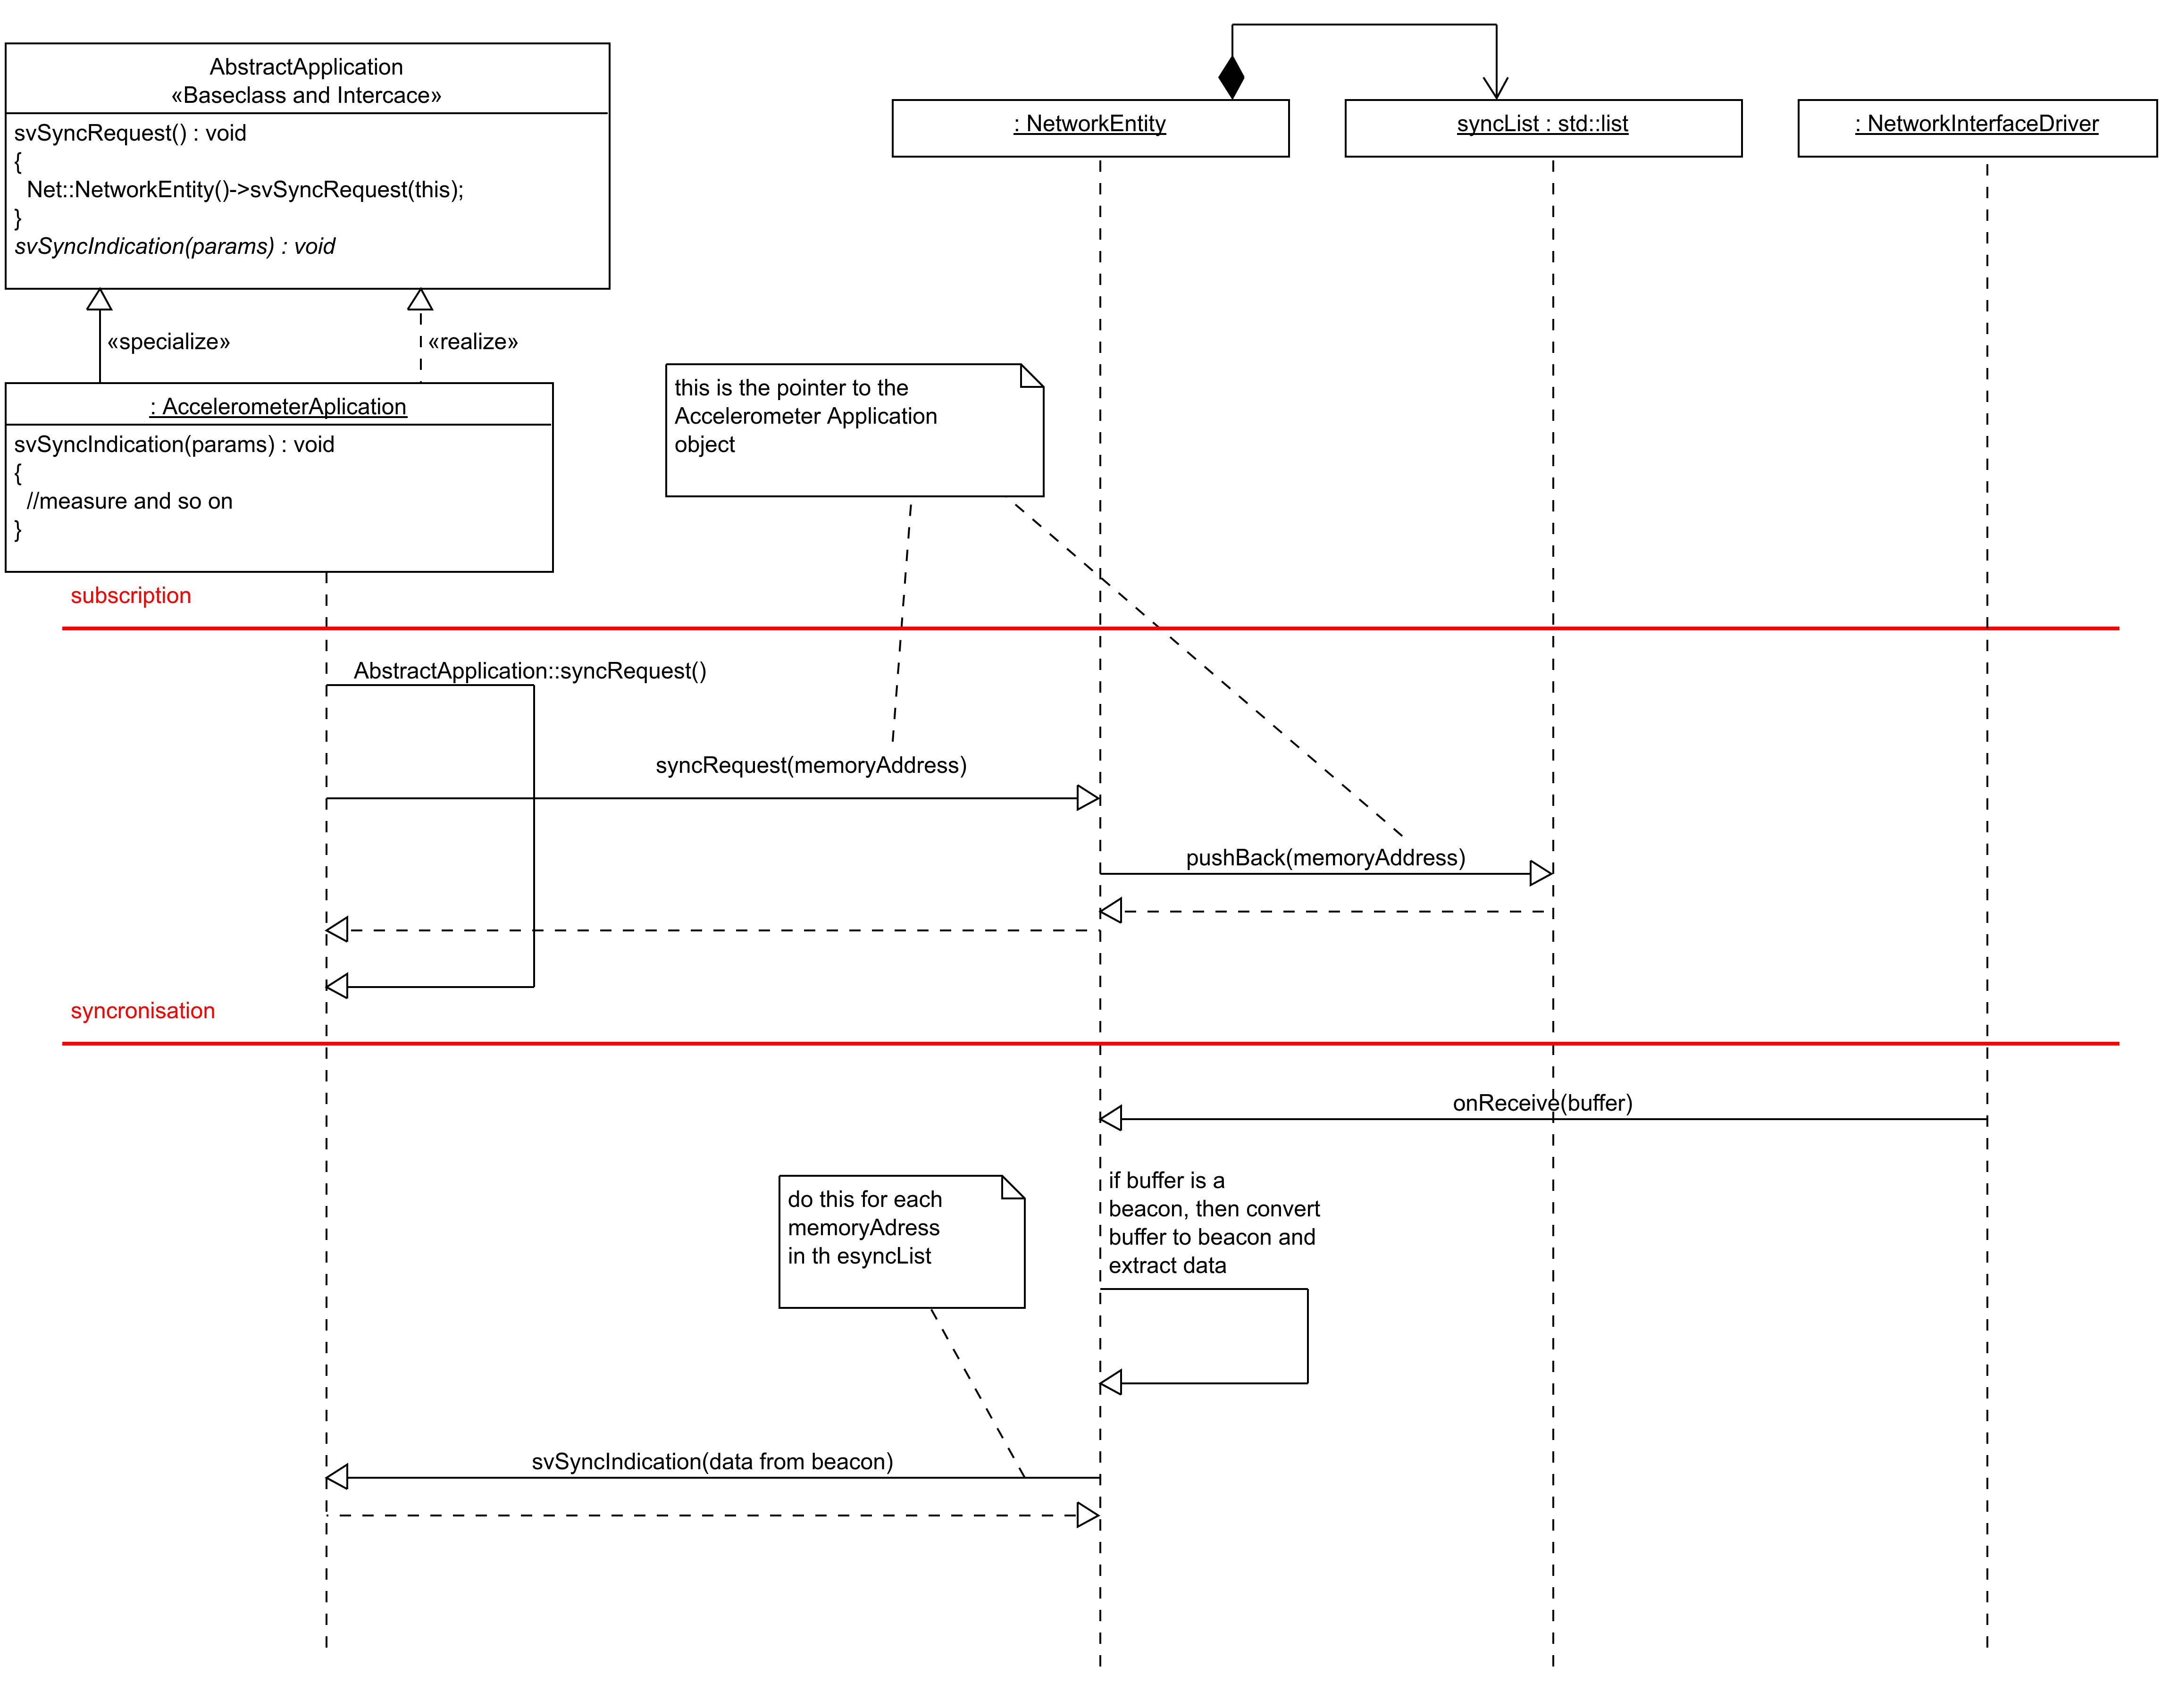 AbstractApplication
«Baseclass and Intercace»
svSyncRequest() : void
{
Net::NetworkEntity()->svSyncRequest(this);
}
svSyncIndication(params) : void
: NetworkEntity
syncList : std::list
: NetworkInterfaceDriver
«specialize»
«realize»
: AccelerometerAplication
svSyncIndication(params) : void
{
//measure and so on
}
this is the pointer to the
Accelerometer Application
object
subscription
AbstractApplication::syncRequest()
syncRequest(memoryAddress)
pushBack(memoryAddress)
syncronisation
onReceive(buffer)
if buffer is a
beacon, then convert
buffer to beacon and
extract data
do this for each
memoryAdress
in th esyncList
svSyncIndication(data from beacon)